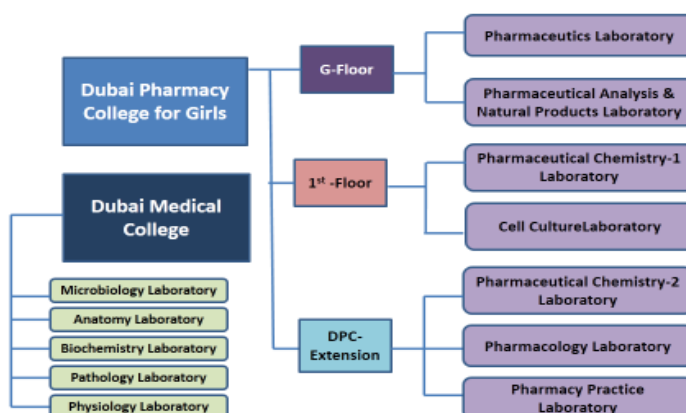 Dubai Pharmacy
College for Girls
Dubai Medical
College
Microbiology Laboratory
Anatomy Laboratory
Biochemistry Laboratory
Pathology Laboratory
Physiology Laboratory
G-Floor
Pharmaceutics Laboratory
Pharmaceutical Analysis &
Natural Products Laboratory
1st -Floor
Pharmaceutical Chemistry-1
Laboratory
Cell CultureLaboratory
DPC-
Extension
Pharmaceutical Chemistry-2
Laboratory
Pharmacology Laboratory
Pharmacy Practice
Laboratory